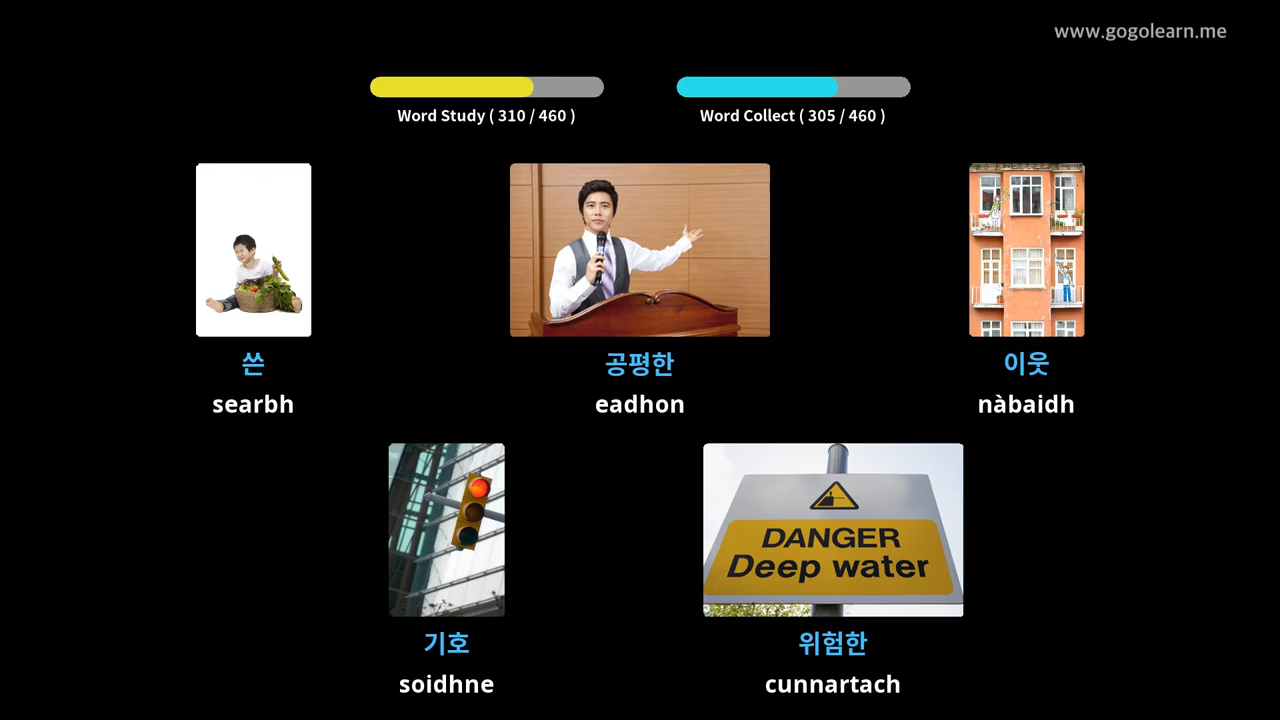 www.gogolearn.me
Word Study ( 310 / 460 )
Word Collect ( 305 / 460 )
쓴
searbh
공평한
eadhon
이웃
nàbaidh
DANGER
Deep water
기호
soidhne
위험한
cunnartach